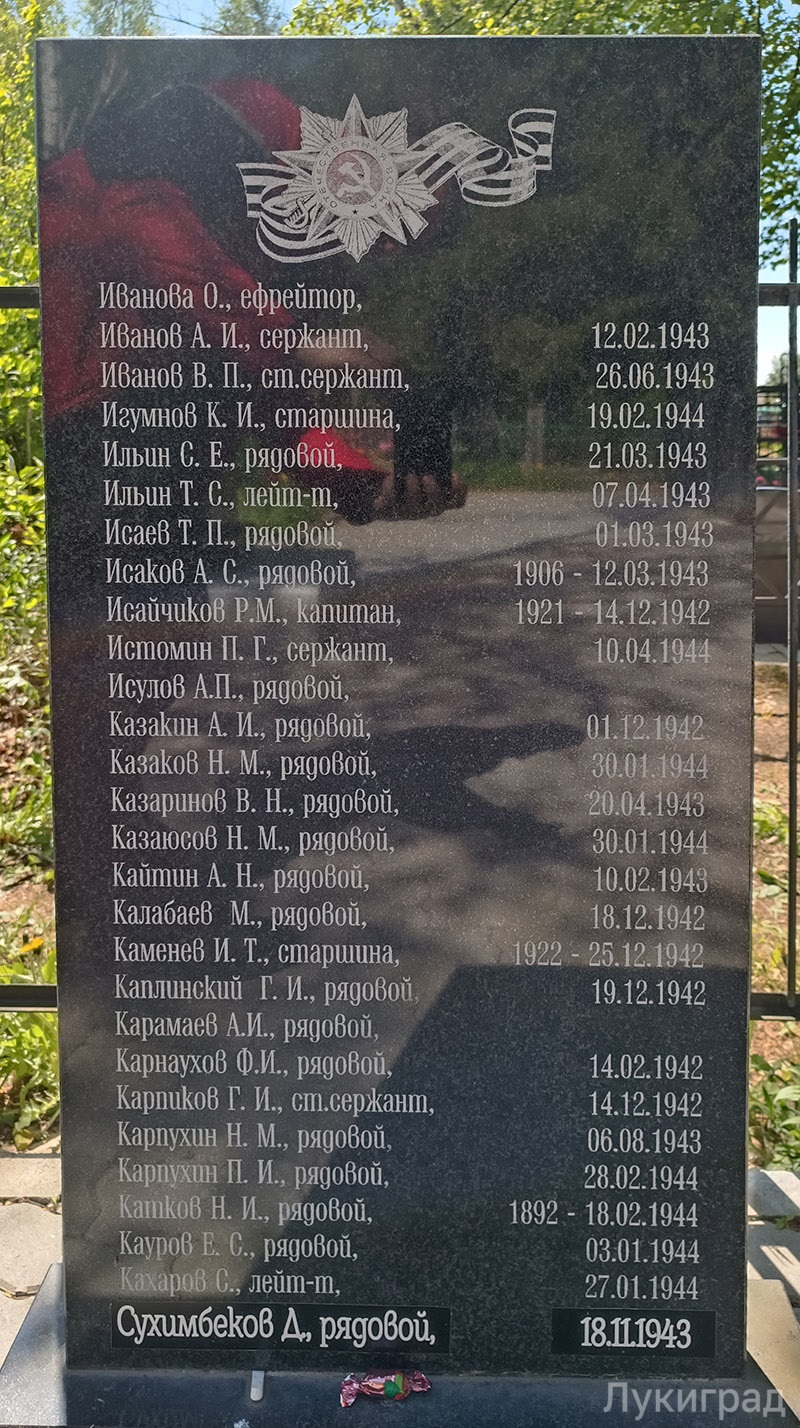 ОТЕЧЕСТВЕННАЯ ВОЙНА
Иванова О., ефрейтор,
Иванов А. И., сержант, 12.02.1943
Иванов В. П., ст.сержант, 26.06.1943
Игумнов К. И., старшина, 19.02.1944
Ильин С. Е., рядовой, 21.03.1943
Ильин Т. С., лейт-т, 07.04.1943
Исаев Т. П., рядовой, 01.03.1943
Исаков А. С., рядовой, 1906 - 12.03.1943
Исайчиков Р.М., капитан, 1921 - 14.12.1942
Истомин П. Г., сержант, 10.04.1944
Исулов А.П., рядовой,
Казакин А. И., рядовой, 01.12.1942
Казаков Н. М., рядовой, 30.01.1944
Казаринов В. Н., рядовой, 20.04.1943
Казаюсов Н. М., рядовой, 30.01.1944
Кайтин А. Н., рядовой, 10.02.1943
Калабаев М., рядовой, 18.12.1942
Каменев И. Т., старшина, 1922 - 25.12.1942
Каплинский Г. И., рядовой, 19.12.1942
Карамаев А.И., рядовой,
Карнаухов Ф.И., рядовой, 14.02.1942
Карпиков Г. И., ст.сержант, 14.12.1942
Карпухин Н. М., рядовой, 06.08.1943
Карпухин П. И., рядовой, 28.02.1944
Катков Н. И., рядовой, 1892 - 18.02.1944
Кауров Е. С., рядовой, 03.01.1944
Кахаров С., лейт-т, 27.01.1944
Сухимбеков Д., рядовой, 18.11.1943
Лукиград